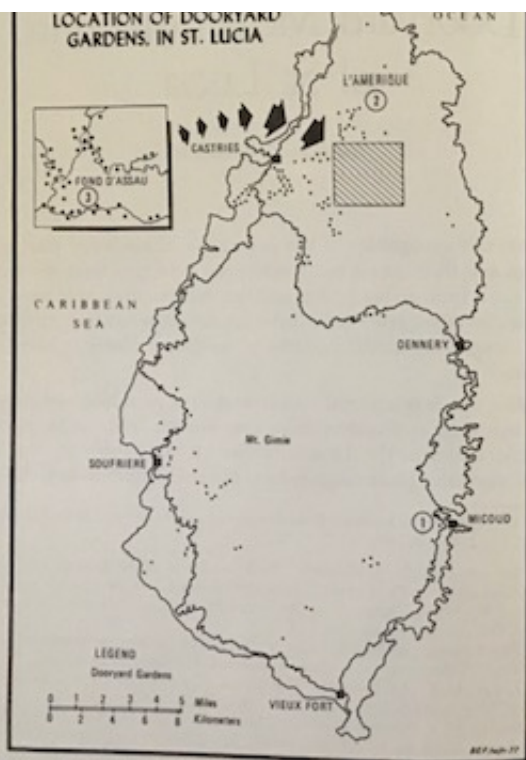 LOCATION OF DOORYARD
GARDENS, IN ST. LUCIA
OCEAN
L'AMERIQUE
2
CASTRIES
FOND D'ASSAU
3
CARIBBEAN
SEA
DENNERY
Mt. Gimie
SOUFRIERE
1
MICOUD
LEGEND
Dooryard Gardens
0 1 2 3 4 5 Miles
0 2 4 6 8 Kilometers
VIEUX FORT